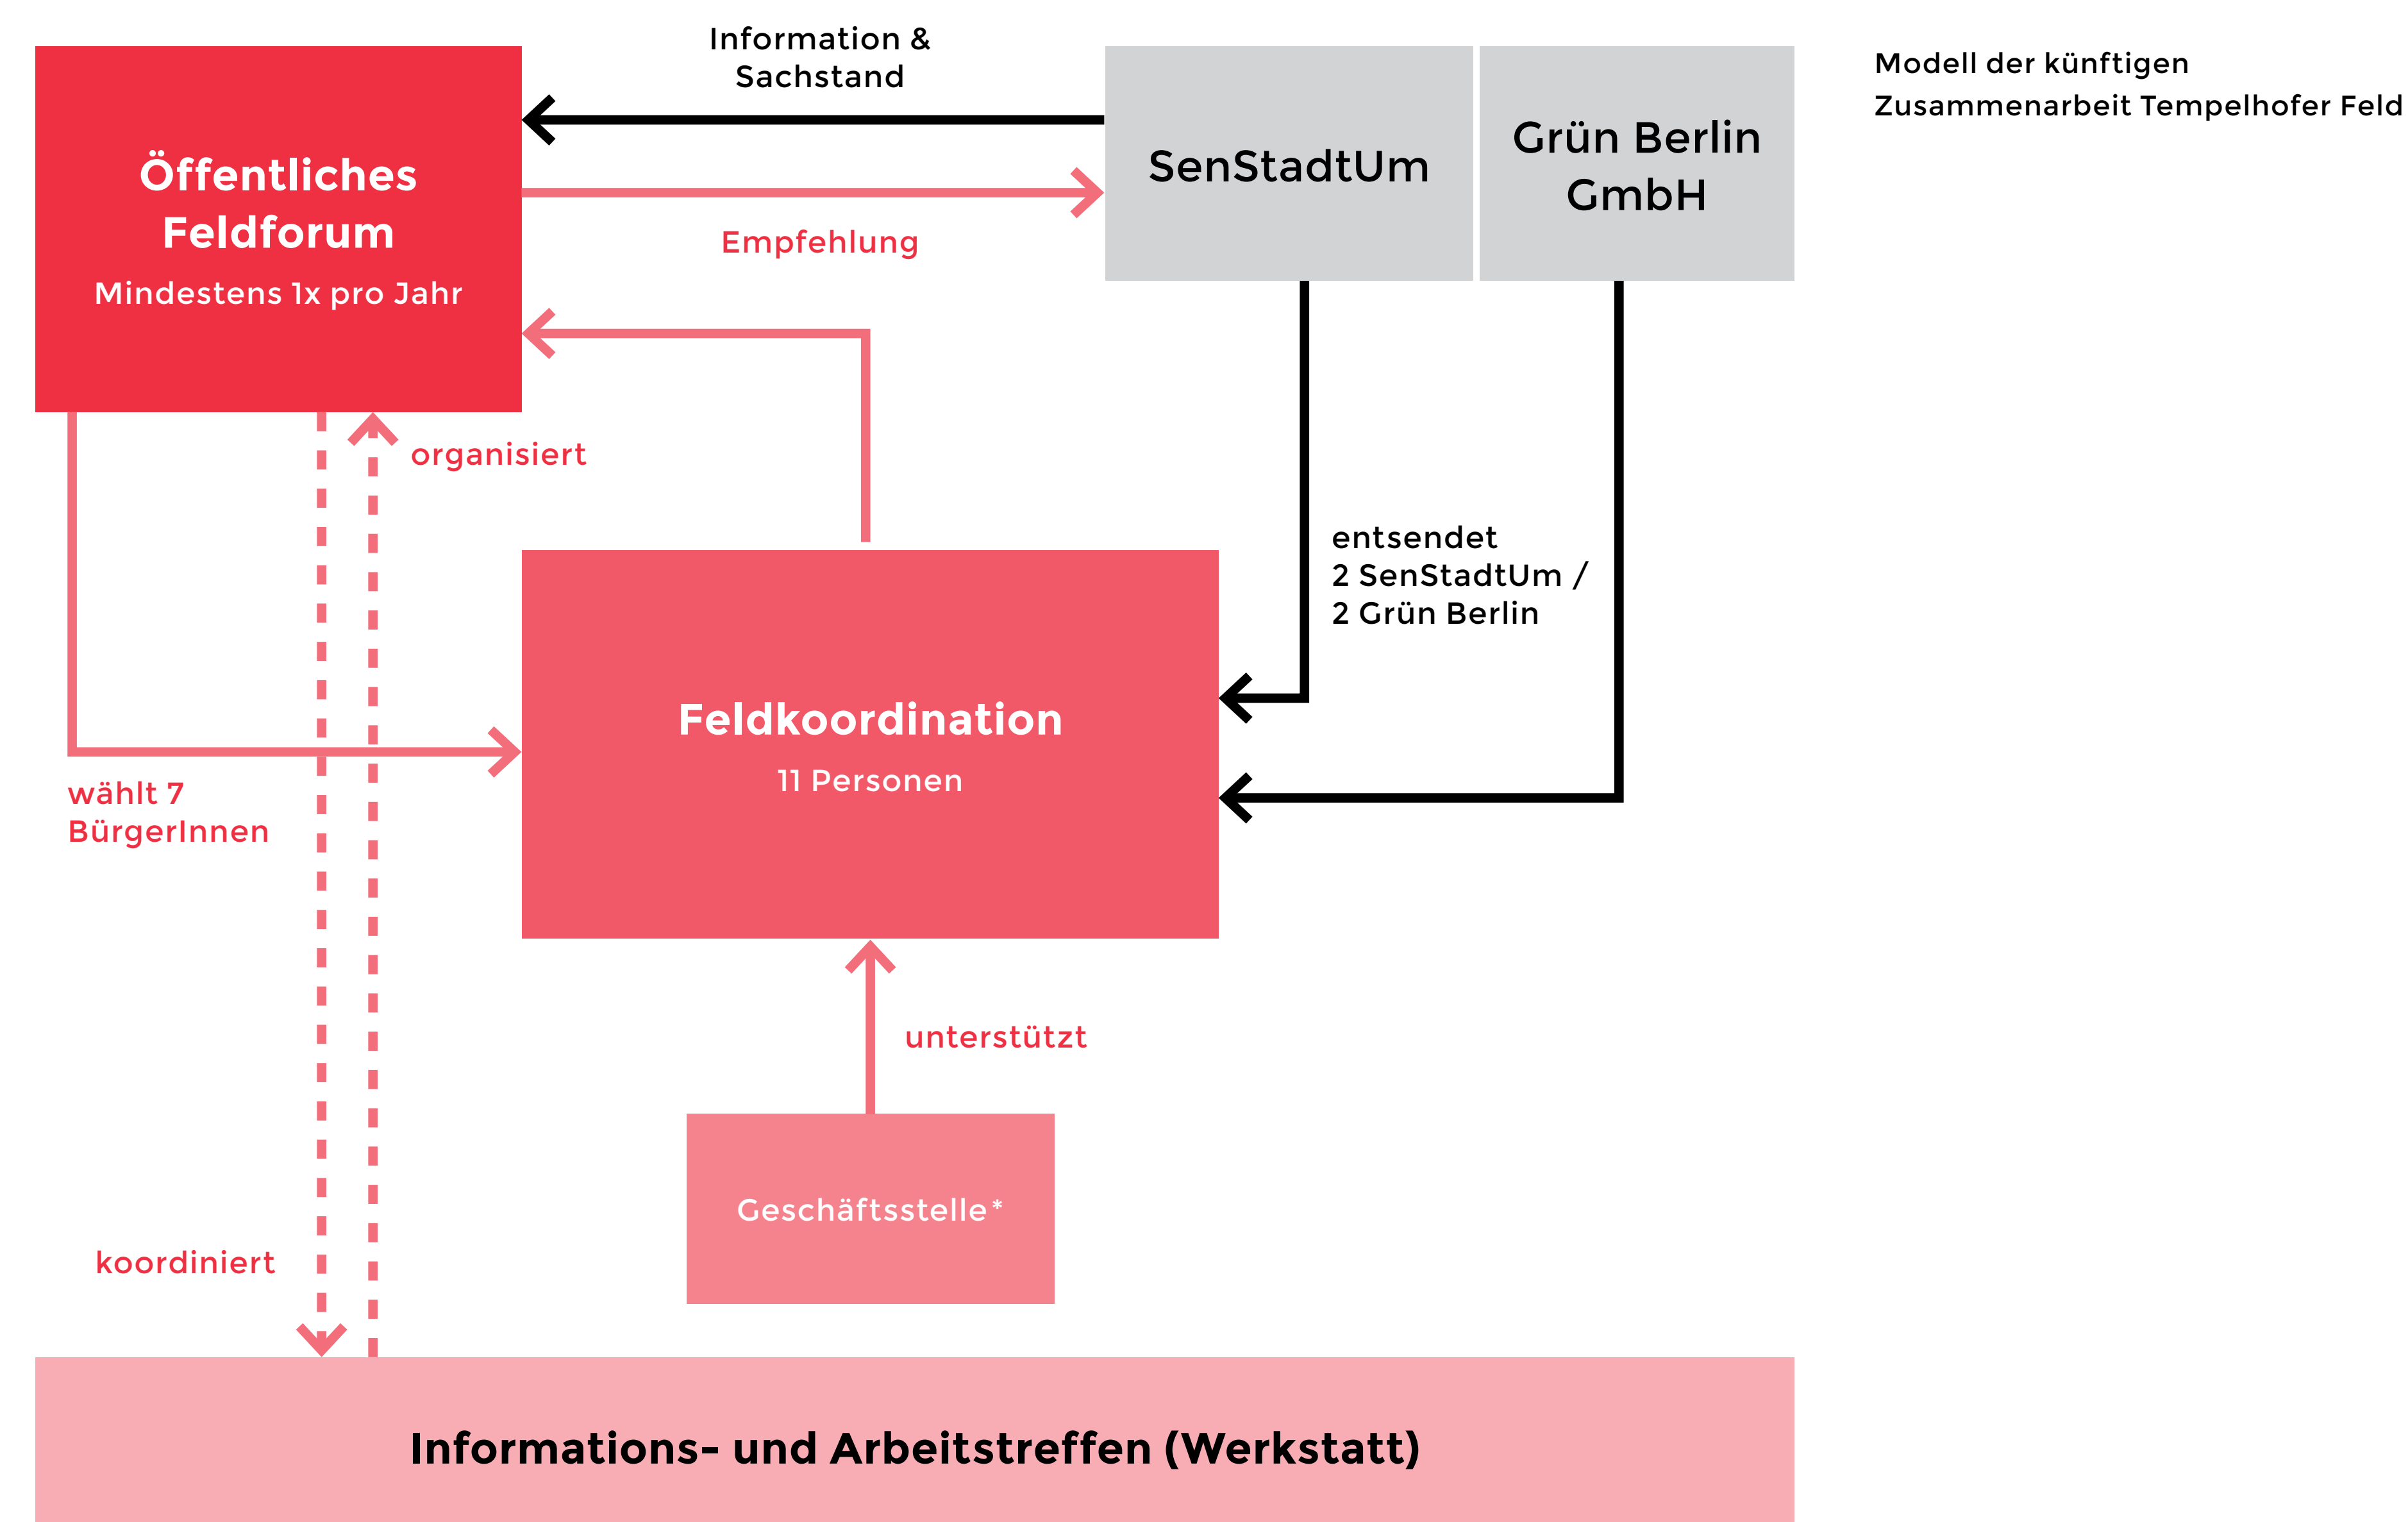 Information &
Sachstand
Modell der künftigen
Zusammenarbeit Tempelhofer Feld
Öffentliches
Feldforum
Mindestens 1x pro Jahr
SenStadtUm
Grün Berlin
GmbH
Empfehlung
organisiert
entsendet
2 SenStadtUm /
2 Grün Berlin
Feldkoordination
11 Personen
wählt 7
BürgerInnen
unterstützt
Geschäftsstelle*
koordiniert
Informations- und Arbeitstreffen (Werkstatt)